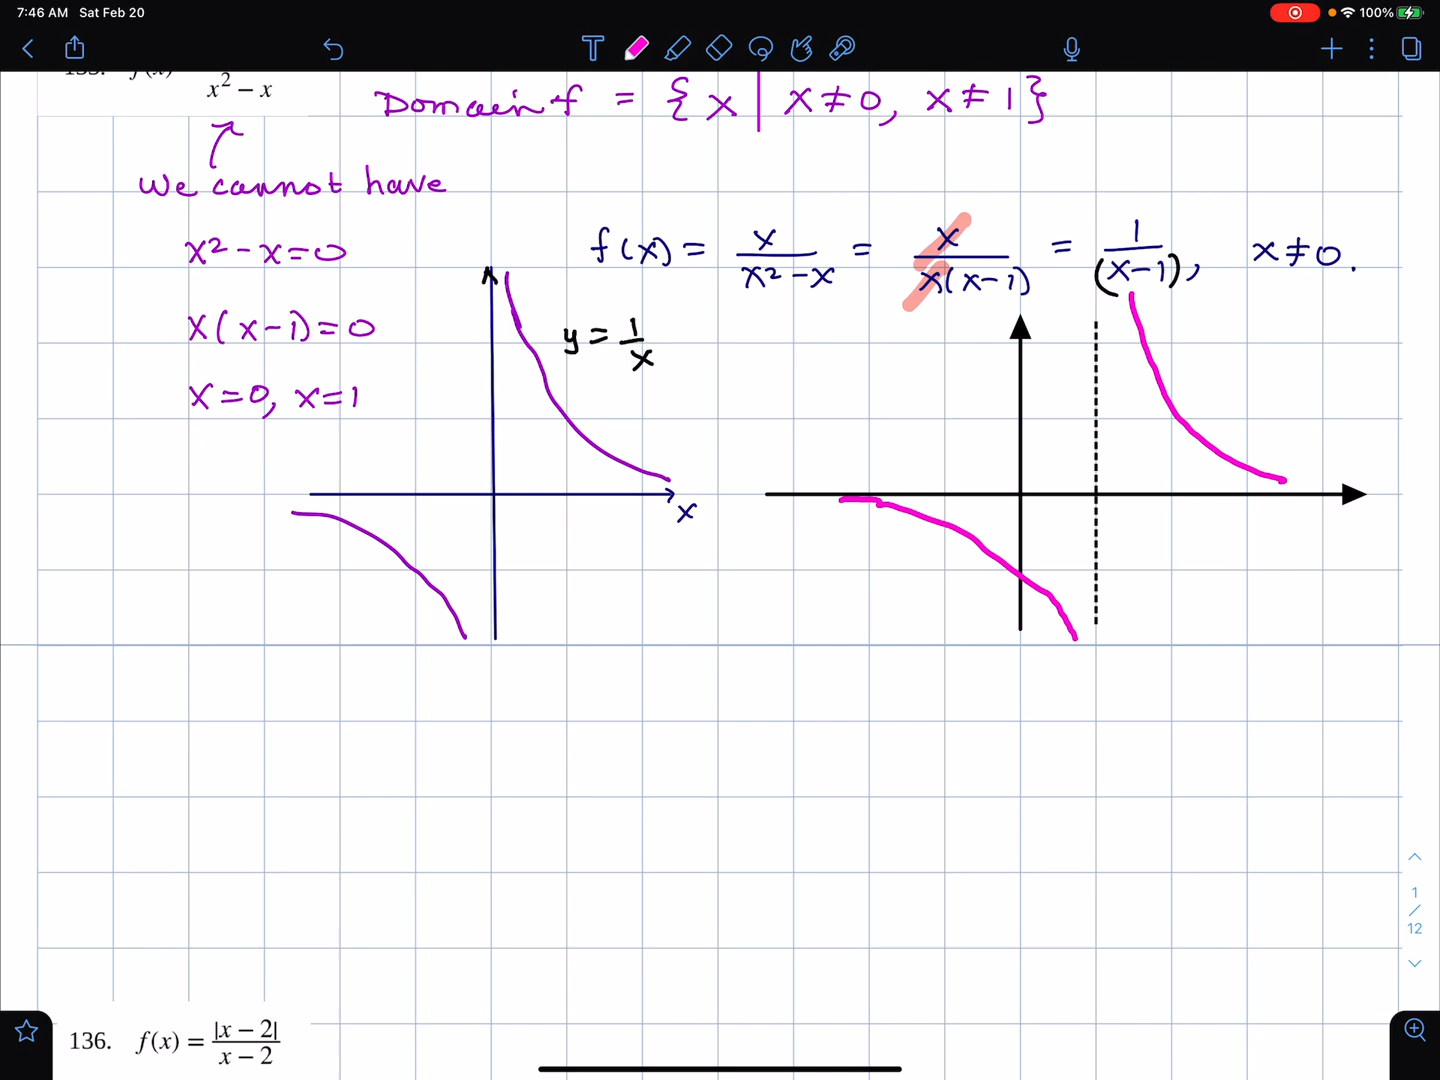 7:46 AM Sat Feb 20
100%
x² − x
Domain f = { x | x ≠ 0, x ≠ 1 }
we cannot have
x² − x = 0
f(x) = x/(x² − x) = x/(x(x−1)) = 1/(x−1), x ≠ 0.
x(x−1) = 0
y = 1/x
x = 0, x = 1
x
1
/
12
136. f(x) = |x − 2|/(x − 2)